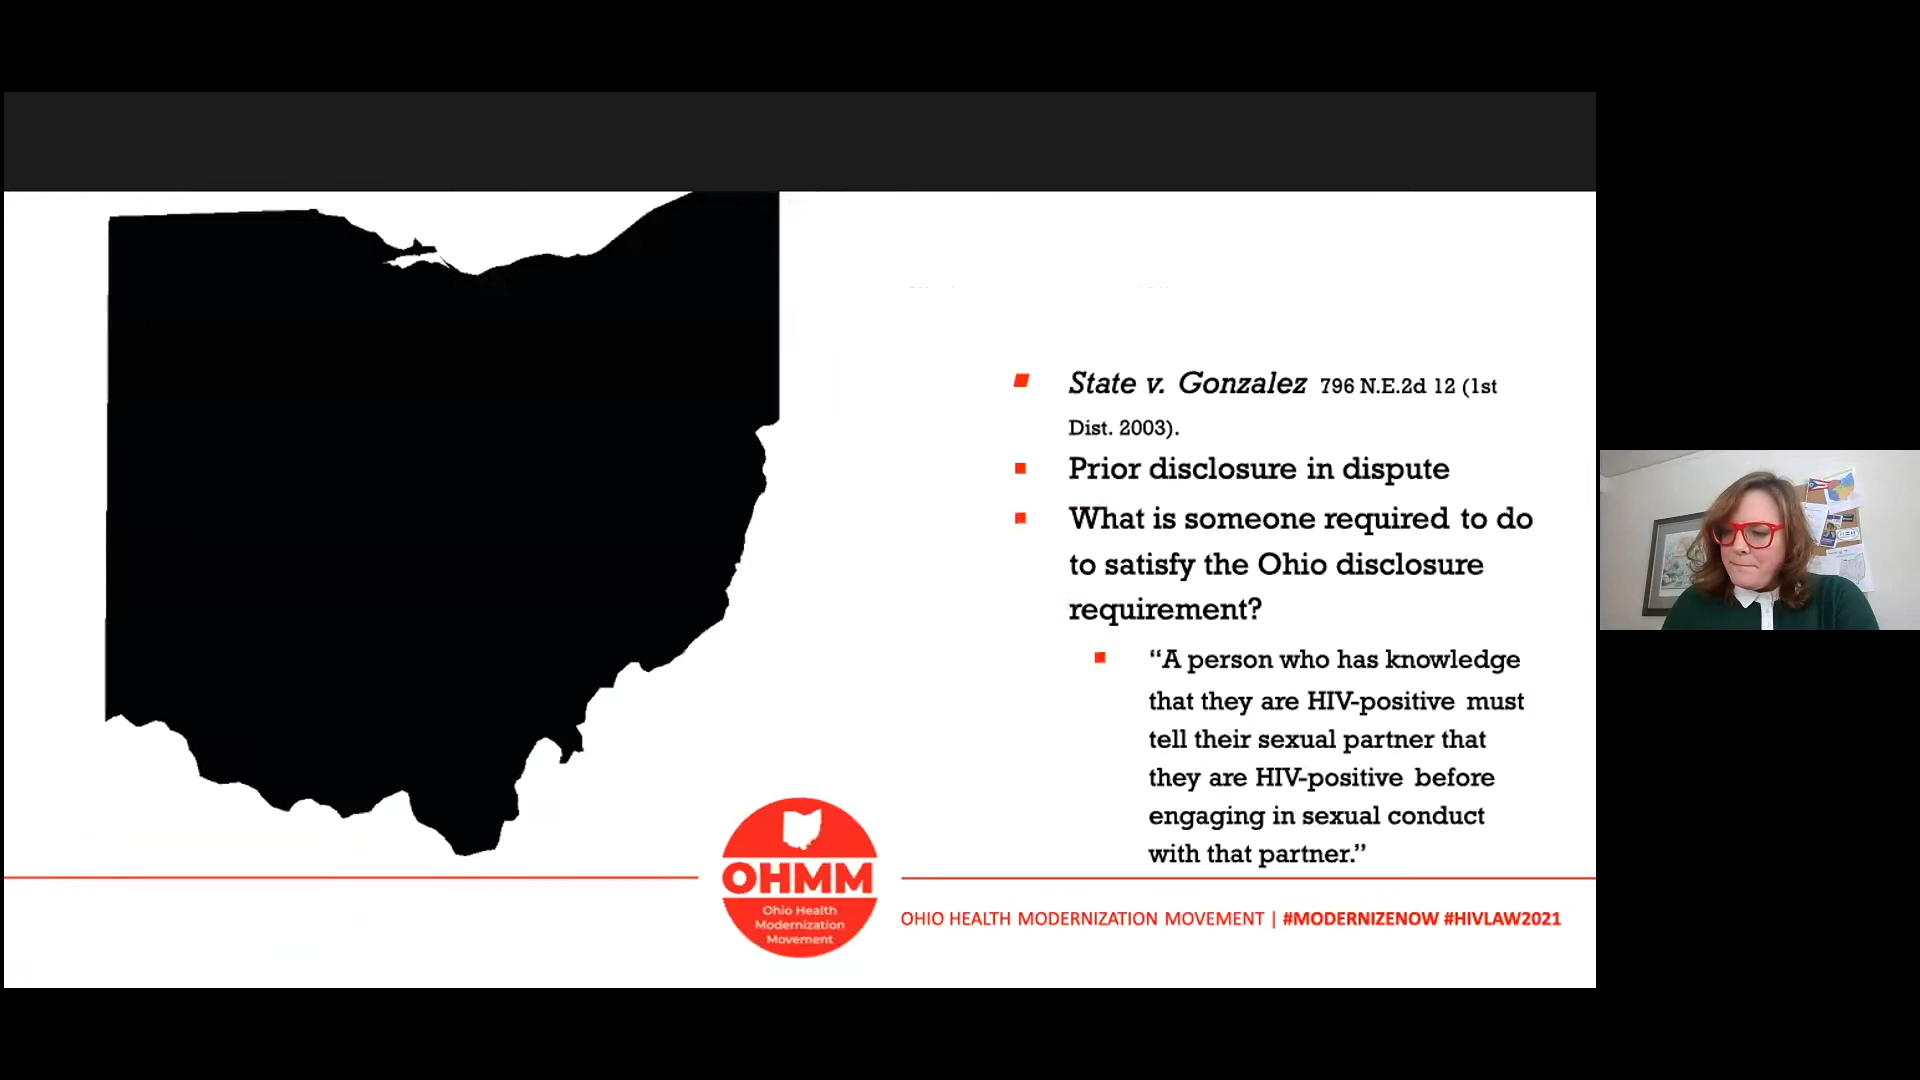 State v. Gonzalez 796 N.E.2d 12 (1st
Dist. 2003).
Prior disclosure in dispute
What is someone required to do
to satisfy the Ohio disclosure
requirement?
“A person who has knowledge
that they are HIV-positive must
tell their sexual partner that
they are HIV-positive before
engaging in sexual conduct
with that partner.”
OHMM
Ohio Health
Modernization
Movement
OHIO HEALTH MODERNIZATION MOVEMENT | #MODERNIZENOW #HIVLAW2021